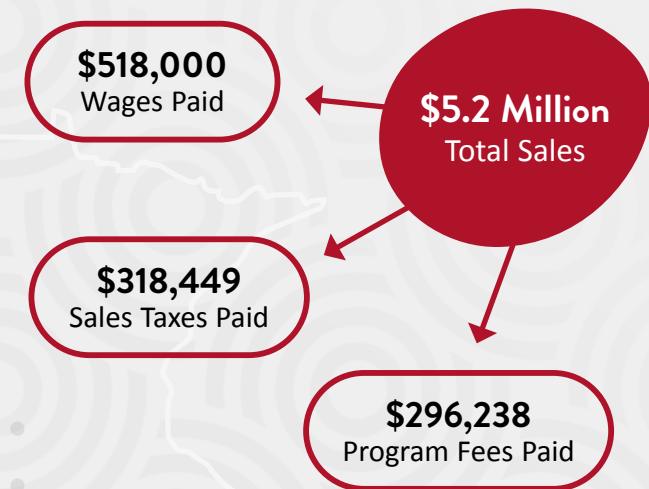 $518,000
Wages Paid
$5.2 Million
Total Sales
$318,449
Sales Taxes Paid
$296,238
Program Fees Paid